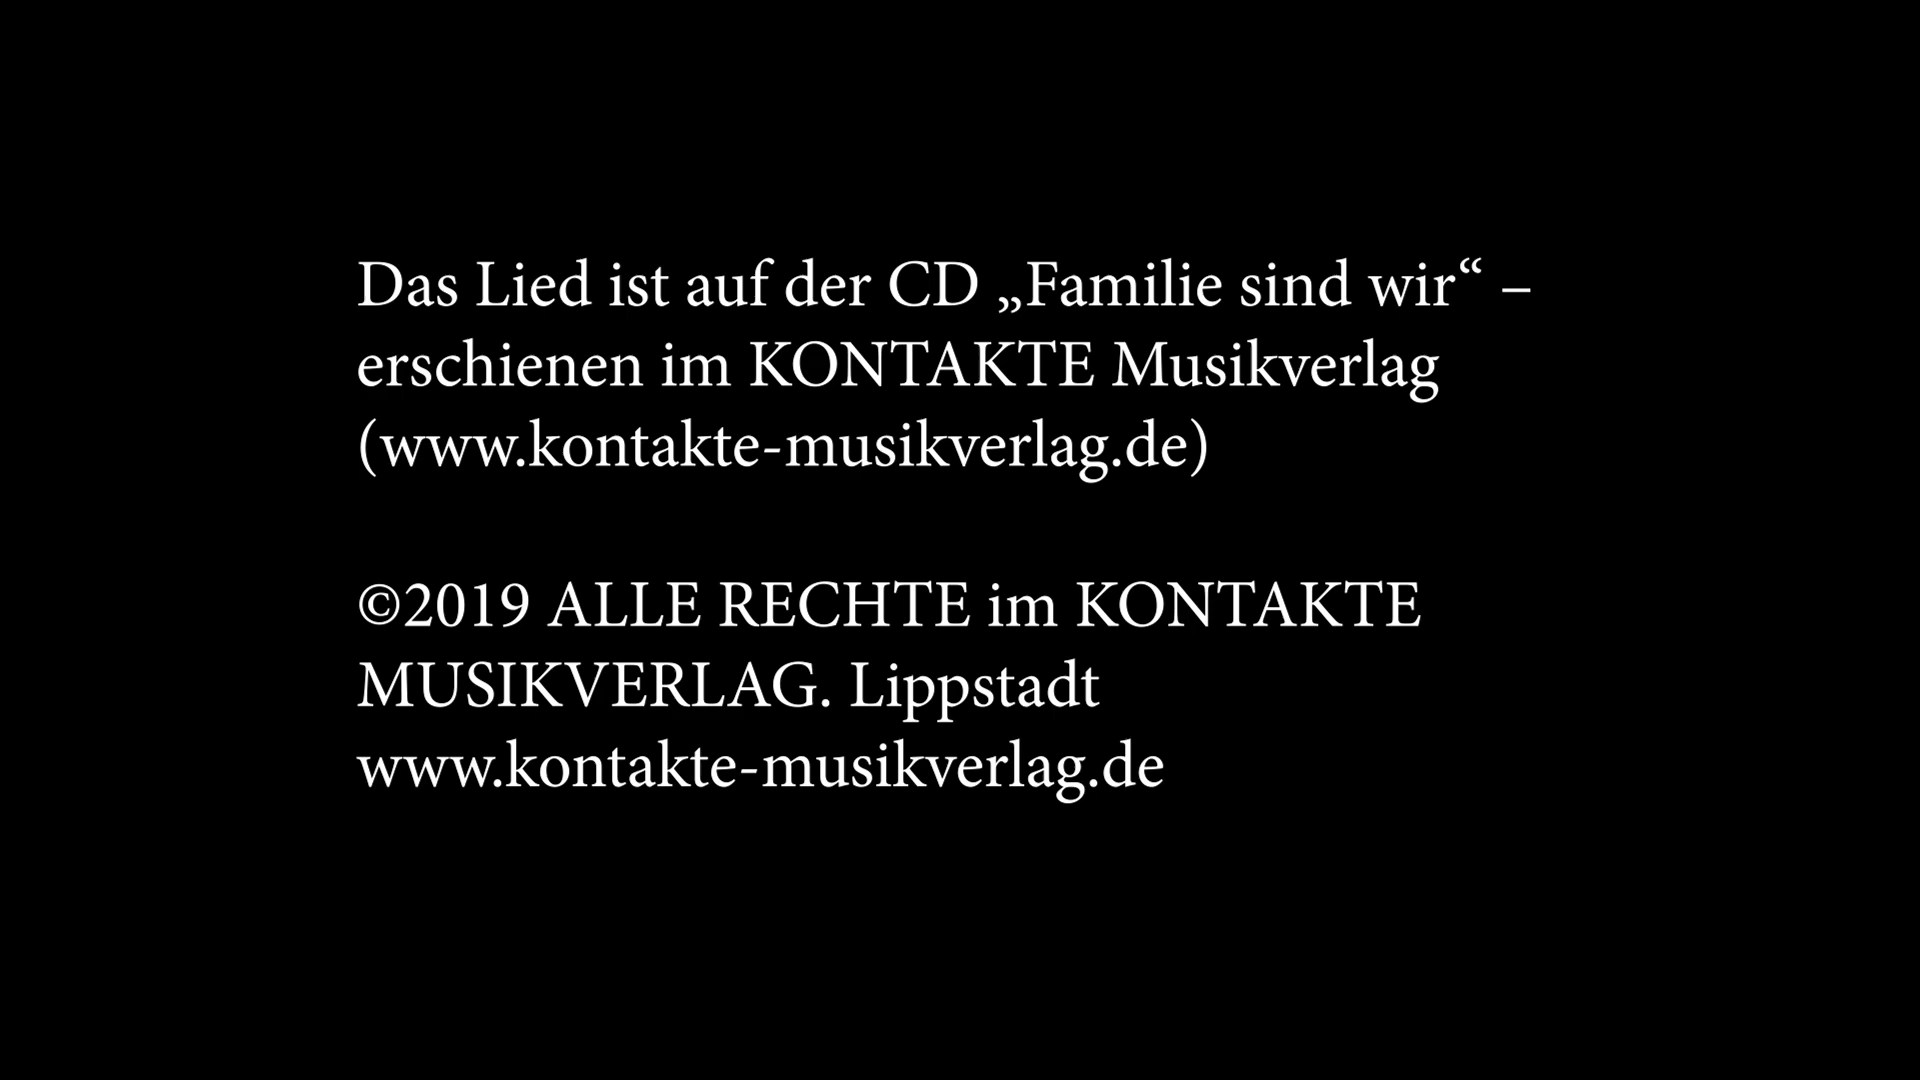 Das Lied ist auf der CD „Familie sind wir“ –
erschienen im KONTAKTE Musikverlag
(www.kontakte-musikverlag.de)
©2019 ALLE RECHTE im KONTAKTE
MUSIKVERLAG. Lippstadt
www.kontakte-musikverlag.de